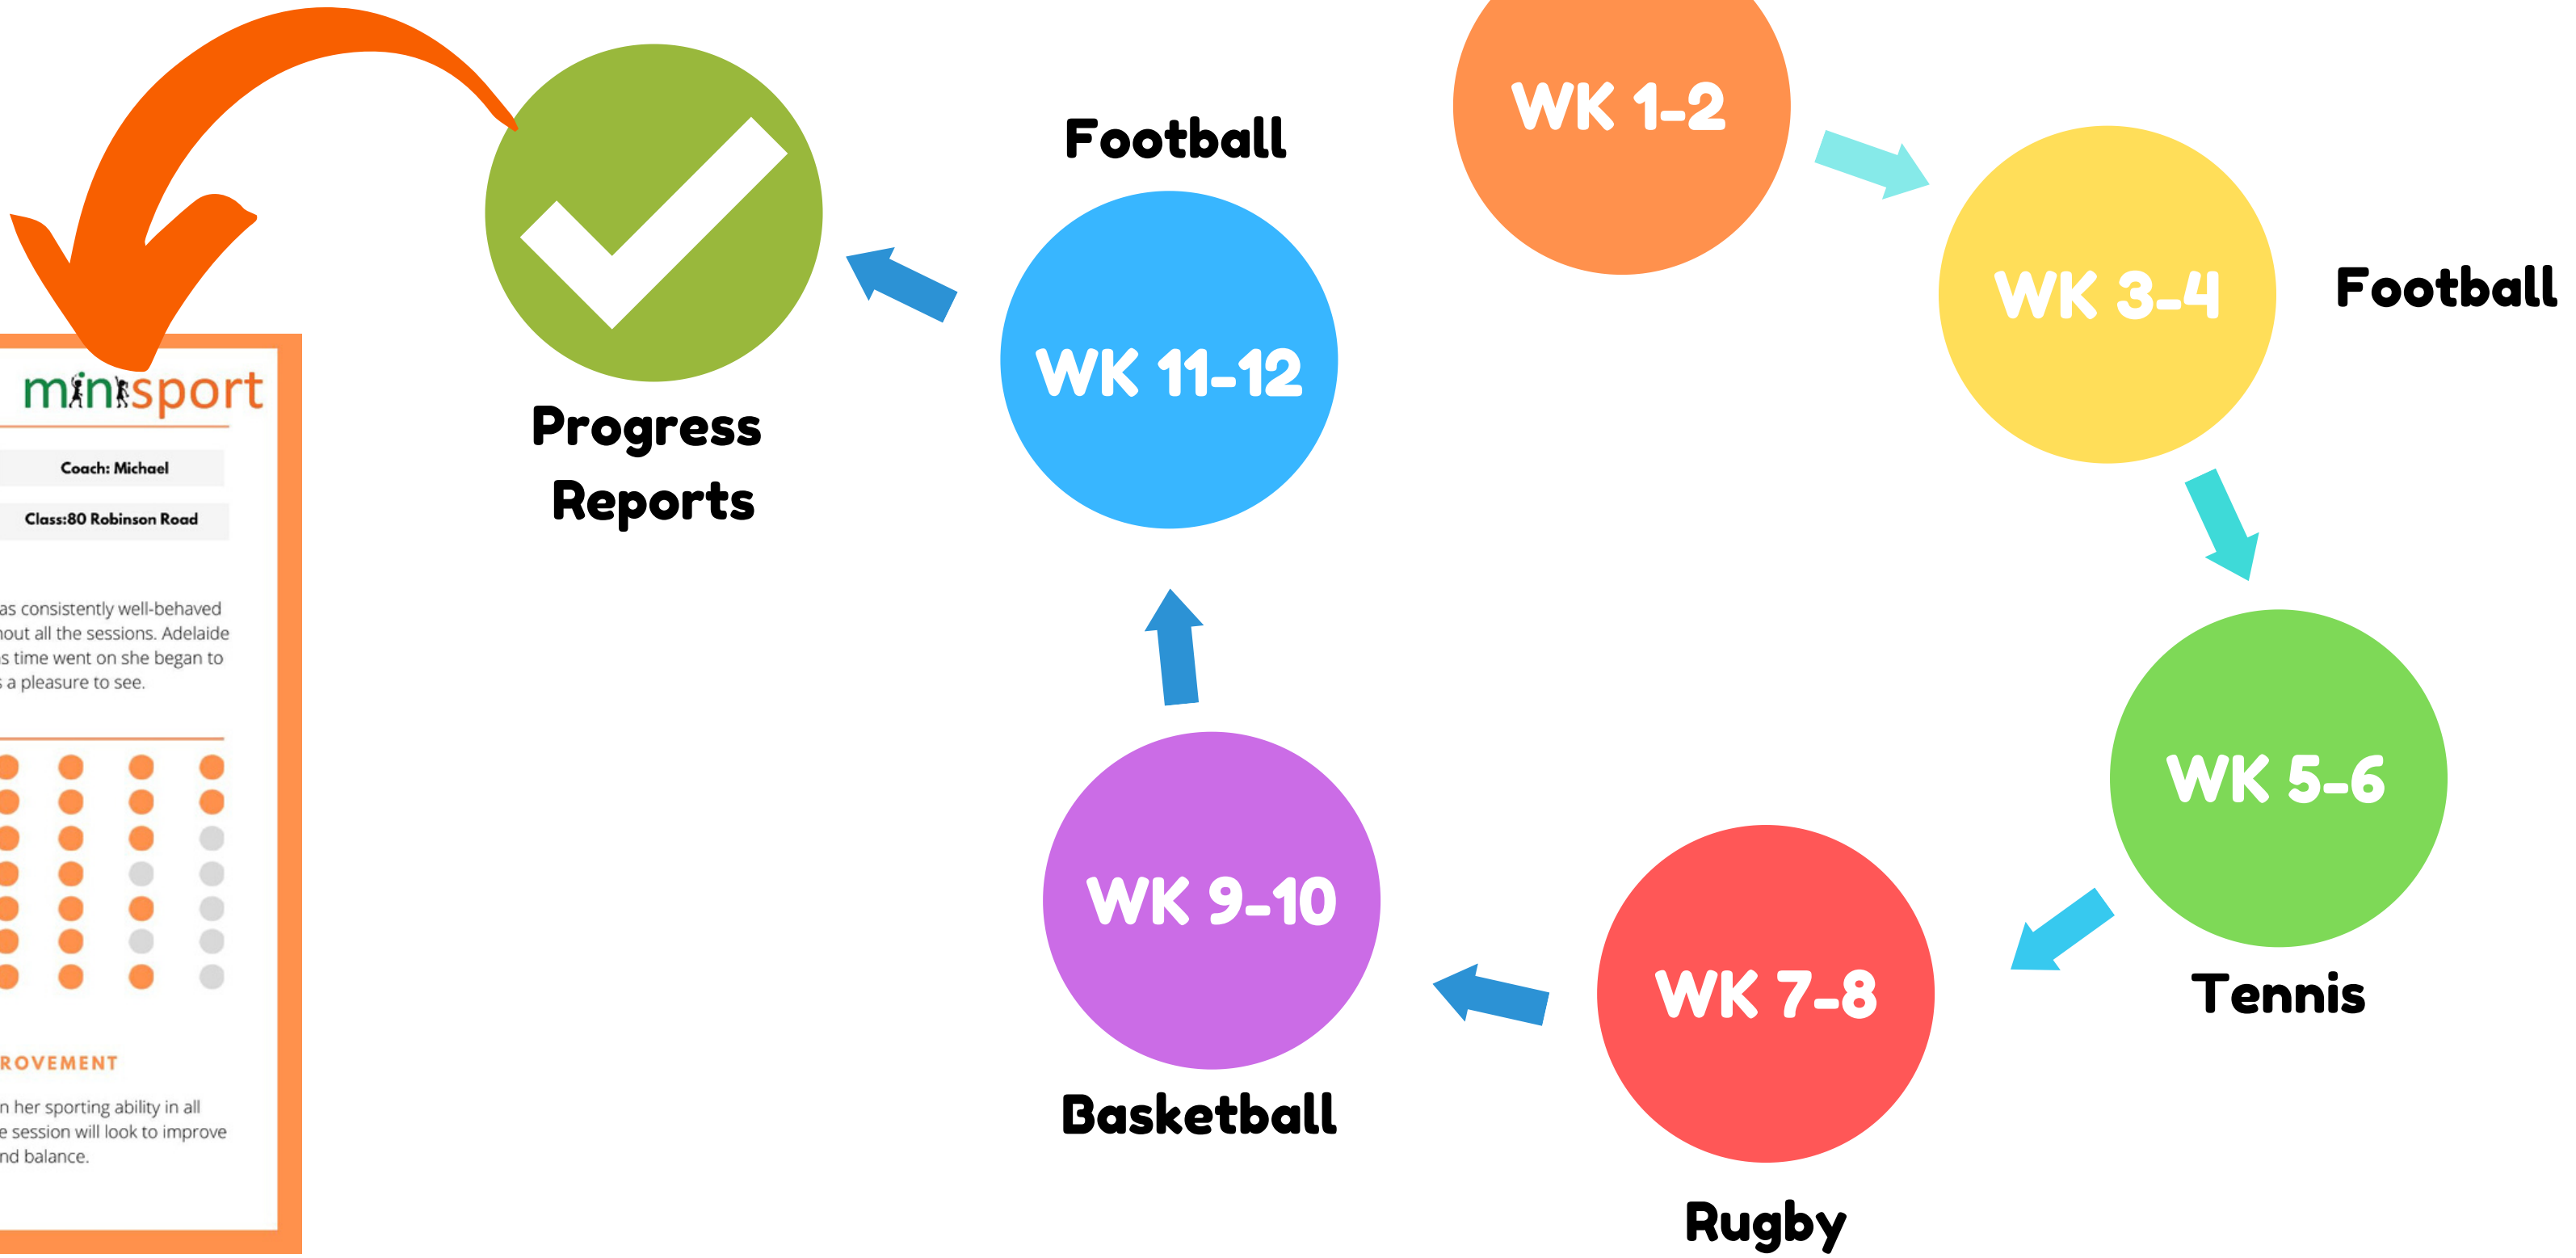 WK 1-2
Football
WK 3-4
Football
WK 11-12
Progress
Reports
minisport
Coach: Michael
Class:80 Robinson Road
as consistently well-behaved
out all the sessions. Adelaide
s time went on she began to
a pleasure to see.
WK 5-6
Tennis
WK 7-8
Rugby
WK 9-10
Basketball
ROVEMENT
n her sporting ability in all
e session will look to improve
nd balance.